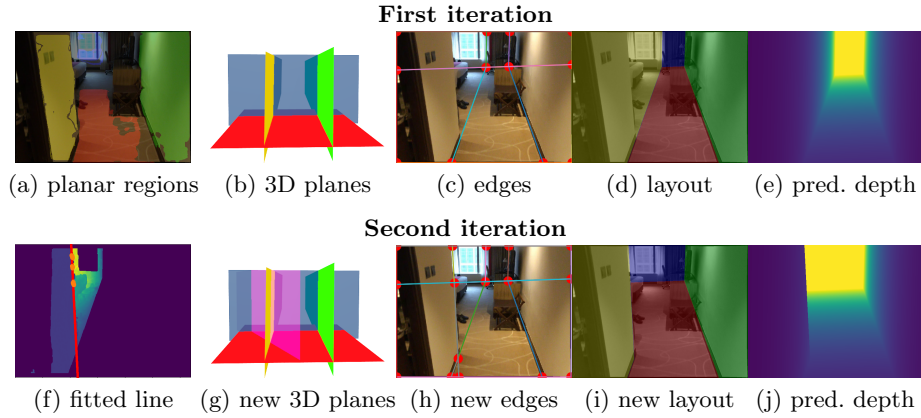 First iteration
(a) planar regions (b) 3D planes (c) edges (d) layout (e) pred. depth
Second iteration
(f) fitted line (g) new 3D planes (h) new edges (i) new layout (j) pred. depth